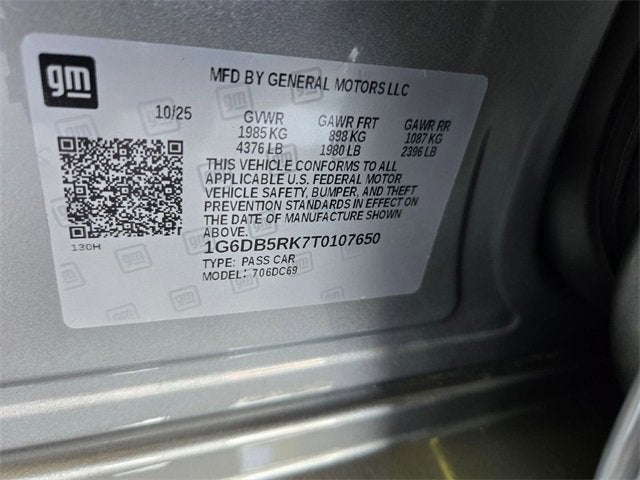 gm
MFD BY GENERAL MOTORS LLC
10/25
GVWR GAWR FRT GAWR RR
1985 KG 898 KG 1087 KG
4376 LB 1980 LB 2396 LB
THIS VEHICLE CONFORMS TO ALL
APPLICABLE U.S. FEDERAL MOTOR
VEHICLE SAFETY, BUMPER, AND THEFT
PREVENTION STANDARDS IN EFFECT ON
THE DATE OF MANUFACTURE SHOWN
ABOVE.
130H
1G6DB5RK7T0107650
TYPE: PASS CAR
MODEL: 706DC69